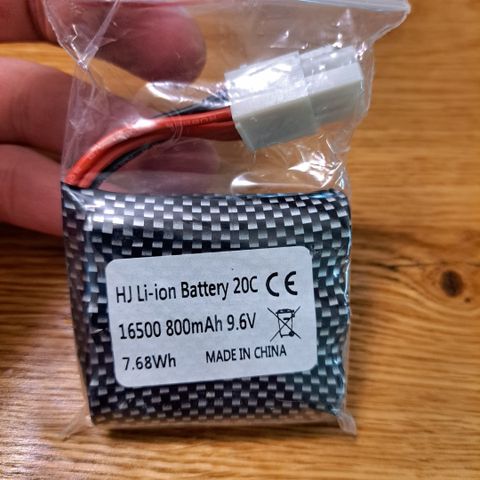 HJ Li-ion Battery 20C CE
16500 800mAh 9.6V
7.68Wh MADE IN CHINA